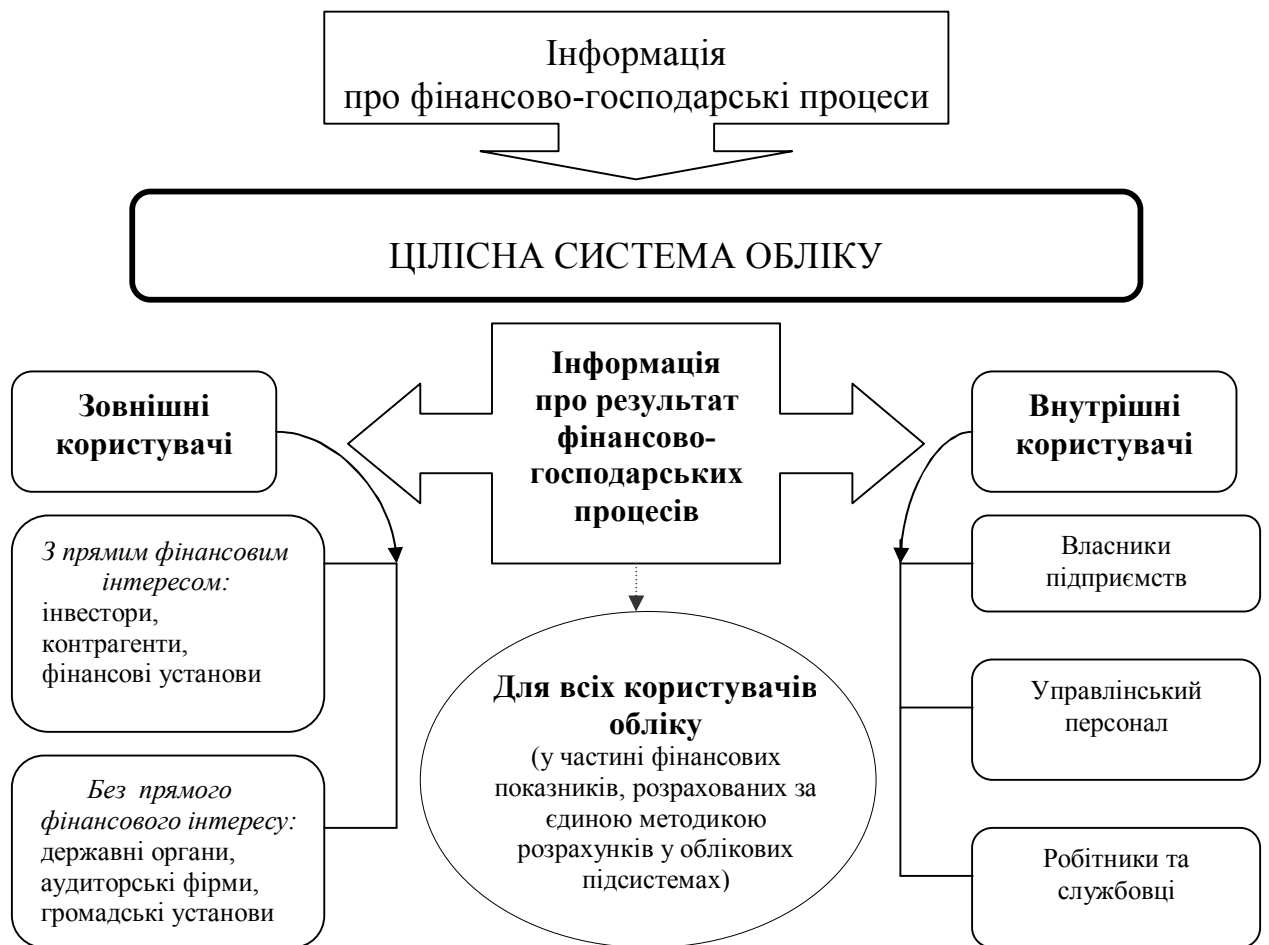 Інформація
про фінансово-господарські процеси
ЦІЛІСНА СИСТЕМА ОБЛІКУ
Зовнішні
користувачі
Інформація
про результат
фінансово-
господарських
процесів
Внутрішні
користувачі
З прямим фінансовим
інтересом:
інвестори,
контрагенти,
фінансові установи
Без прямого
фінансового інтересу:
державні органи,
аудиторські фірми,
громадські установи
Для всіх користувачів
обліку
(у частині фінансових
показників, розрахованих за
єдиною методикою
розрахунків у облікових
підсистемах)
Власники
підприємств
Управлінський
персонал
Робітники та
службовці